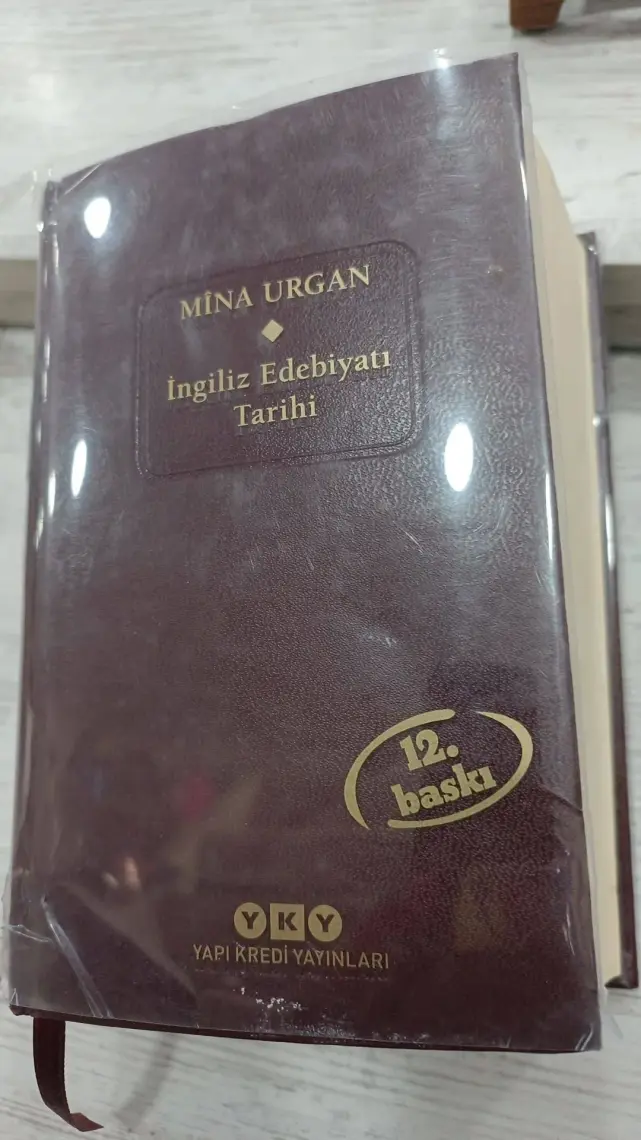 MÎNA URGAN
İngiliz Edebiyatı
Tarihi
12.
baskı
YKY
YAPI KREDİ YAYINLARI